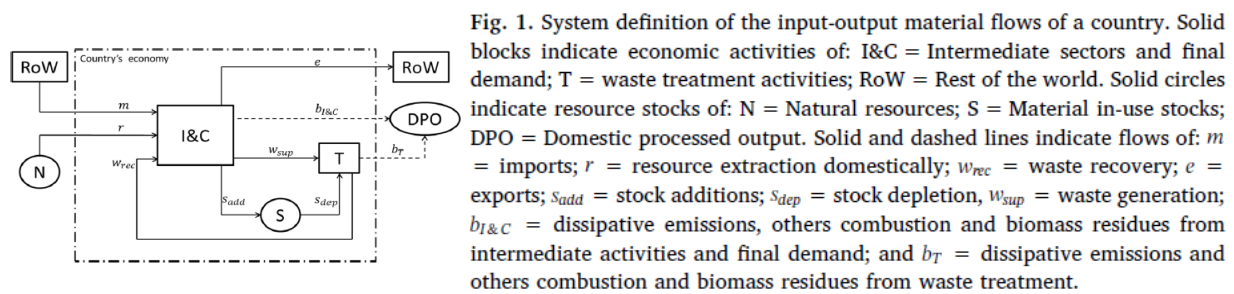 Country's economy
RoW
e
RoW
m
b_{I&C}
DPO
r
I&C
w_{sup}
T
b_T
w_{rec}
N
s_{add}
S
s_{dep}
Fig. 1. System definition of the input-output material flows of a country. Solid
blocks indicate economic activities of: I&C = Intermediate sectors and final
demand; T = waste treatment activities; RoW = Rest of the world. Solid circles
indicate resource stocks of: N = Natural resources; S = Material in-use stocks;
DPO = Domestic processed output. Solid and dashed lines indicate flows of: m
= imports; r = resource extraction domestically; w_{rec} = waste recovery; e =
exports; s_{add} = stock additions; s_{dep} = stock depletion, w_{sup} = waste generation;
b_{I&C} = dissipative emissions, others combustion and biomass residues from
intermediate activities and final demand; and b_T = dissipative emissions and
others combustion and biomass residues from waste treatment.